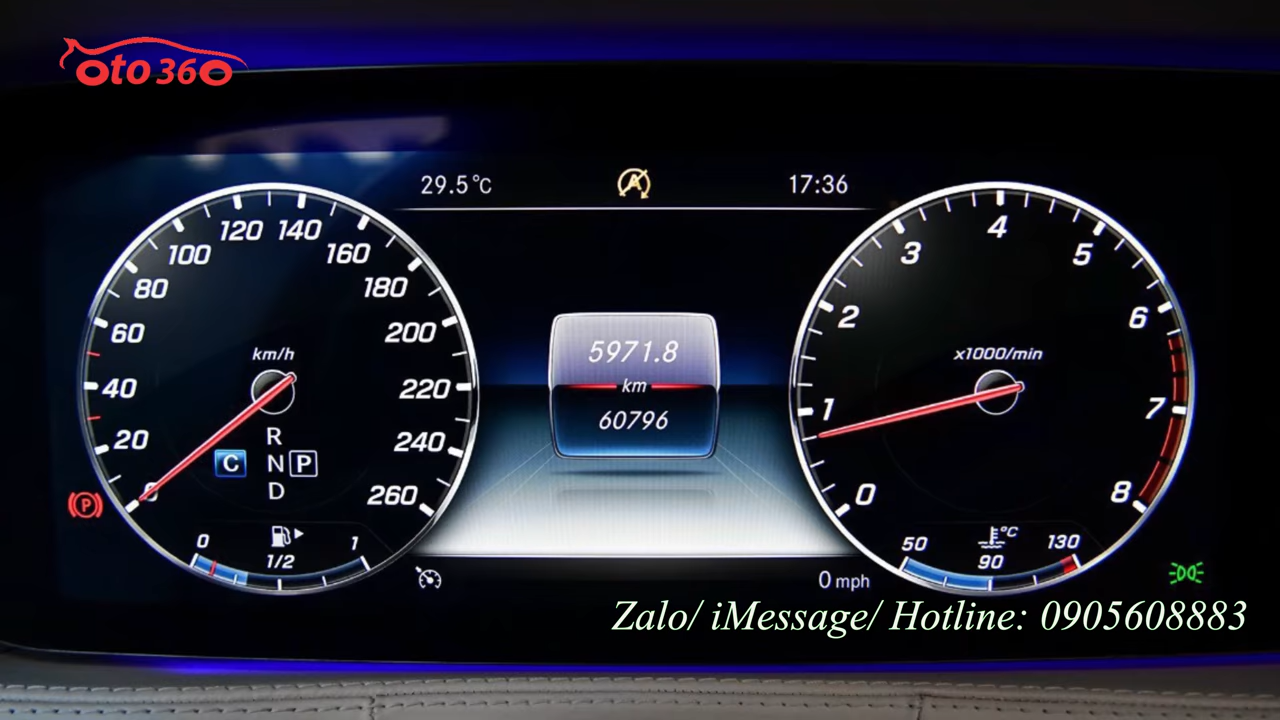 oto360
29.5°C
17:36
0 20 40 60 80 100 120 140 160 180 200 220 240 260
km/h
R
C N P
D
P
0 1/2 1
5971.8
km
60796
0 1 2 3 4 5 6 7 8
x1000/min
°C
50 90 130
0 mph
Zalo/ iMessage/ Hotline: 0905608883